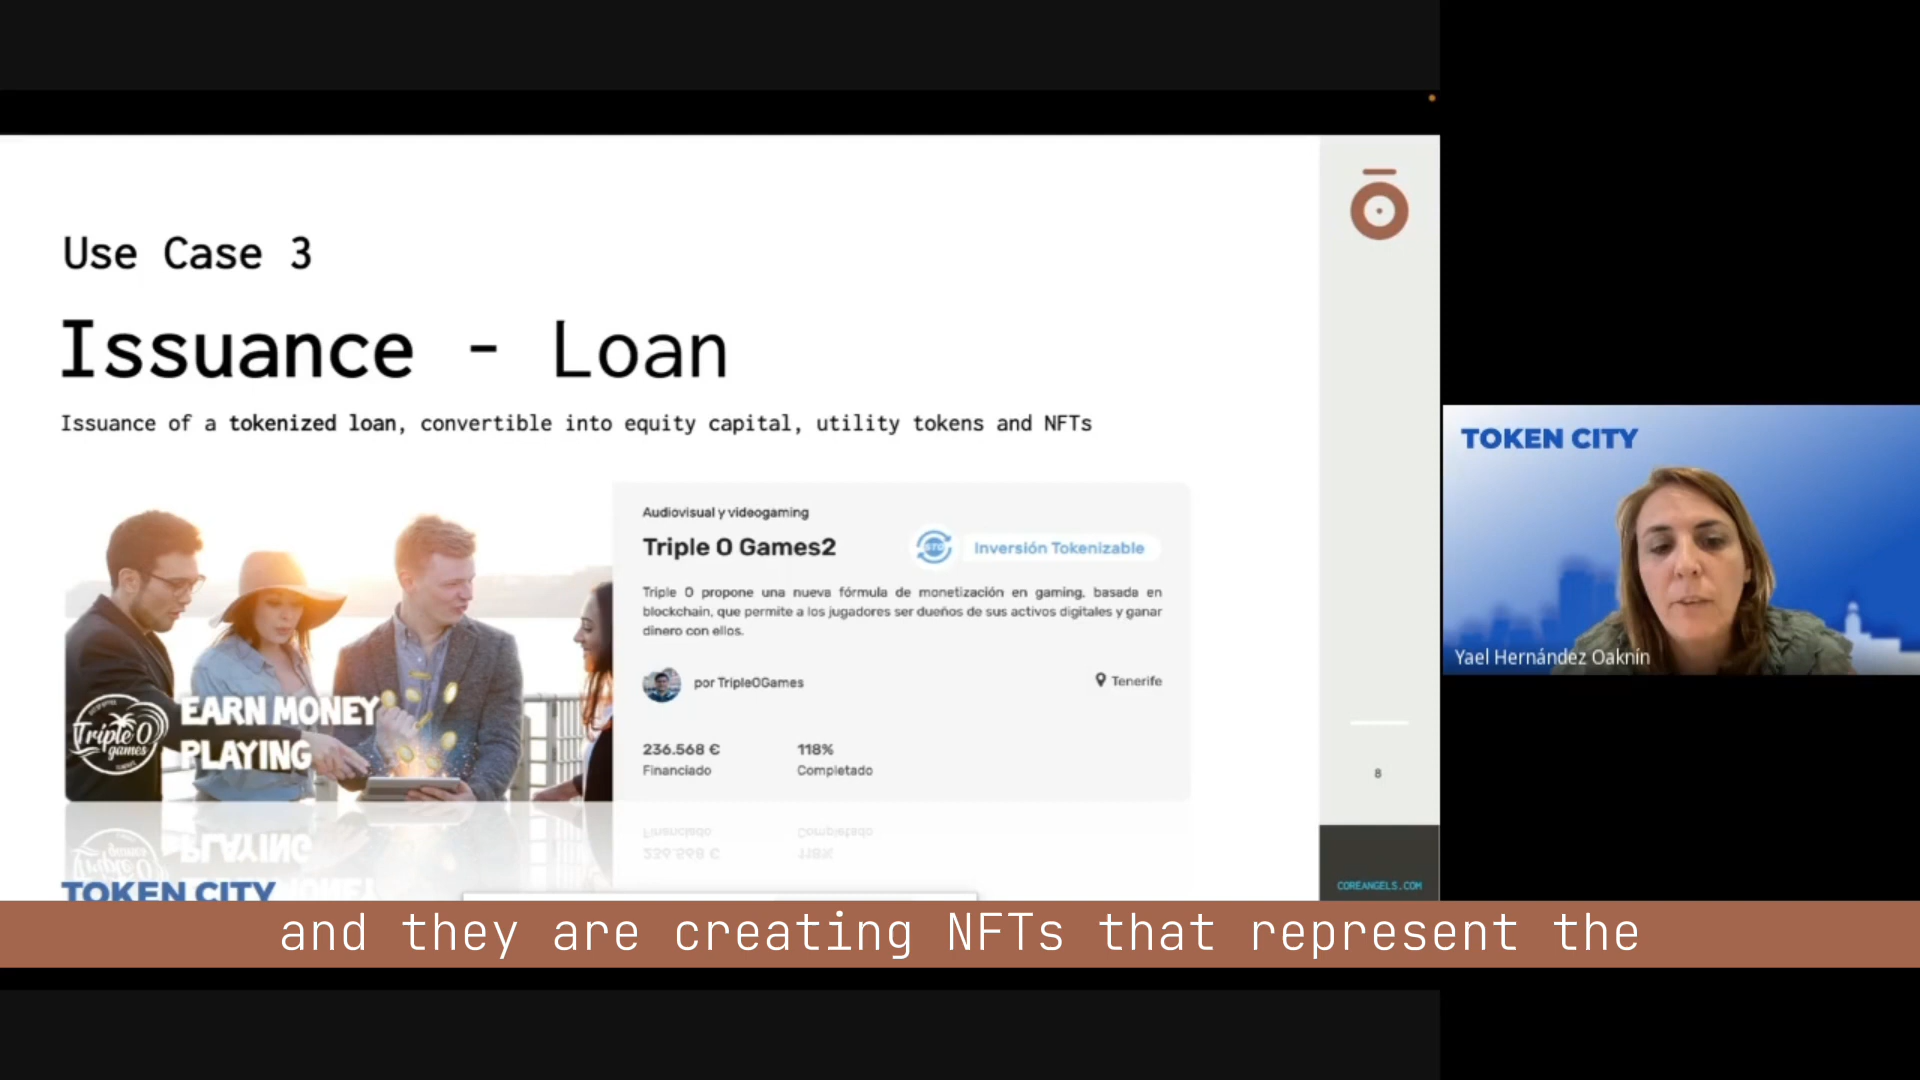 Use Case 3
Issuance - Loan
Issuance of a tokenized loan, convertible into equity capital, utility tokens and NFTs
Audiovisual y videogaming
Triple O Games2
STO
Inversión Tokenizable
Triple O propone una nueva fórmula de monetización en gaming, basada en
blockchain, que permite a los jugadores ser dueños de sus activos digitales y ganar
dinero con ellos.
por TripleOGames
Tenerife
236.568 €
118%
Financiado
Completado
Triple O
games
EARN MONEY
PLAYING
TOKEN CITY
8
COREANGELS.COM
TOKEN CITY
Yael Hernández Oaknín
and they are creating NFTs that represent the